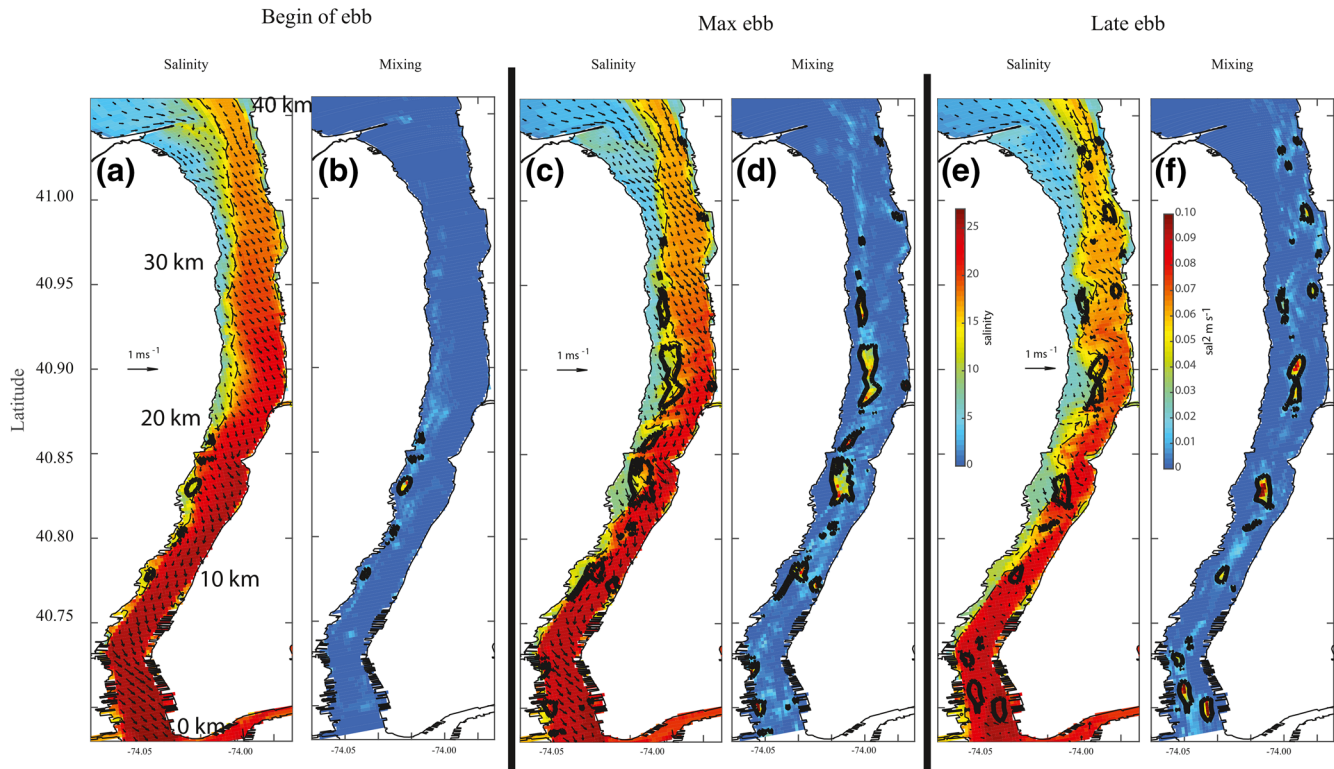 Begin of ebb
Max ebb
Late ebb
Salinity
Mixing
Salinity
Mixing
Salinity
Mixing
40 km
(a)
(b)
(c)
(d)
(e)
(f)
41.00
30 km
40.95
1 ms⁻¹
1 ms⁻¹
1 ms⁻¹
25
20
15
10
5
0
salinity
0.10
0.09
0.08
0.07
0.06
0.05
0.04
0.03
0.02
0.01
0
sal² m s⁻¹
40.90
Latitude
20 km
40.85
40.80
10 km
40.75
0 km
-74.05
-74.00
-74.05
-74.00
-74.05
-74.00
-74.05
-74.00
-74.05
-74.00
-74.05
-74.00